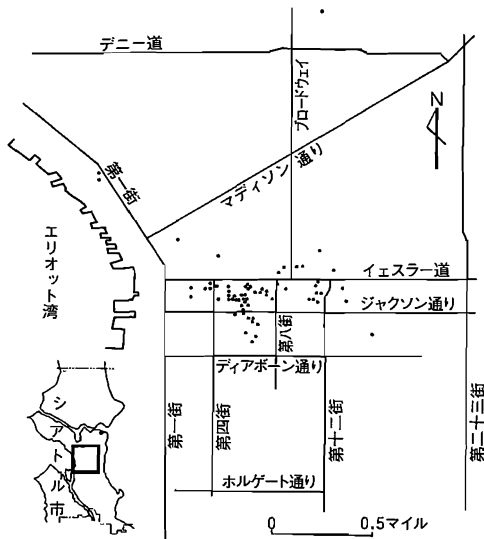 デニー道
ブロードウェイ
N
第一街
マディソン通り
エリオット湾
イェスラー道
ジャクソン通り
第八街
ディアボーン通り
シアトル市
第一街
第四街
第十二街
第二十三街
ホルゲート通り
0 0.5マイル